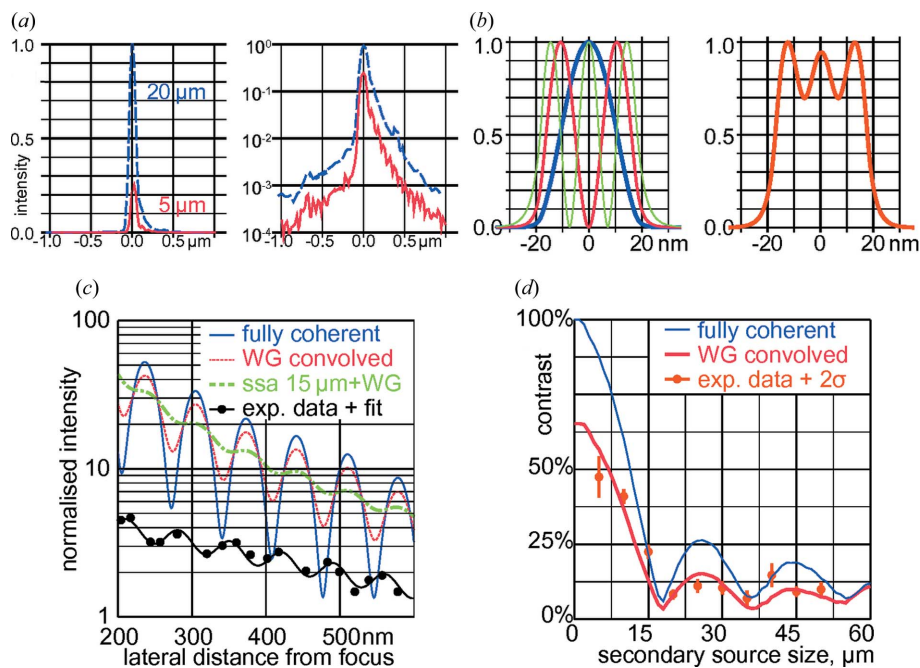 (a)
(b)
intensity
1.0
0.5
0.0
-1.0 -0.5 0.0 0.5 μm
20 μm
5 μm
10⁰
10⁻¹
10⁻²
10⁻³
10⁻⁴
-0.5 0.0 0.5 μm
1.0
0.5
0.0
-20 0 20 nm
1.0
0.5
0.0
-20 0 20 nm
(c)
normalised intensity
100
10
1
fully coherent
WG convolved
ssa 15 μm+WG
exp. data + fit
200 300 400 500nm
lateral distance from focus
(d)
contrast
100%
50%
25%
0%
fully coherent
WG convolved
exp. data + 2σ
0 15 30 45 60
secondary source size, μm